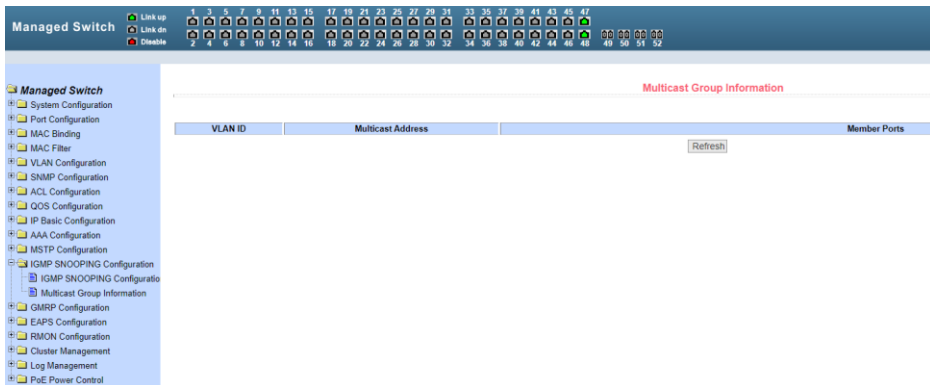 Managed Switch
Link up
Link dn
Disable
1 3 5 7 9 11 13 15 17 19 21 23 25 27 29 31 33 35 37 39 41 43 45 47
2 4 6 8 10 12 14 16 18 20 22 24 26 28 30 32 34 36 38 40 42 44 46 48 49 50 51 52
Managed Switch
System Configuration
Port Configuration
MAC Binding
MAC Filter
VLAN Configuration
SNMP Configuration
ACL Configuration
QOS Configuration
IP Basic Configuration
AAA Configuration
MSTP Configuration
IGMP SNOOPING Configuration
IGMP SNOOPING Configuratio
Multicast Group Information
GMRP Configuration
EAPS Configuration
RMON Configuration
Cluster Management
Log Management
PoE Power Control
Multicast Group Information
VLAN ID Multicast Address Member Ports
Refresh